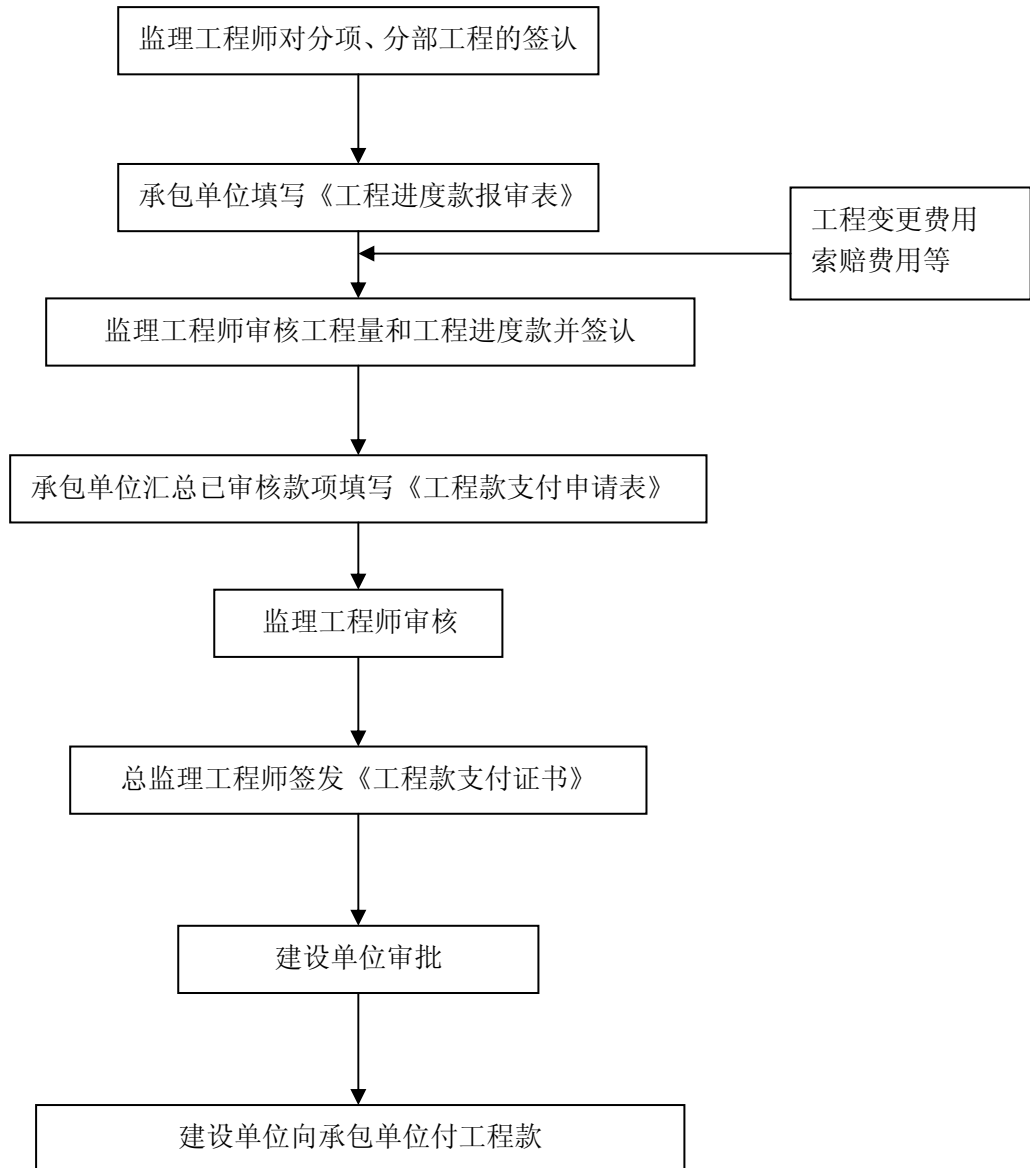 监理工程师对分项、分部工程的签认
承包单位填写《工程进度款报审表》
工程变更费用
索赔费用等
监理工程师审核工程量和工程进度款并签认
承包单位汇总已审核款项填写《工程款支付申请表》
监理工程师审核
总监理工程师签发《工程款支付证书》
建设单位审批
建设单位向承包单位付工程款